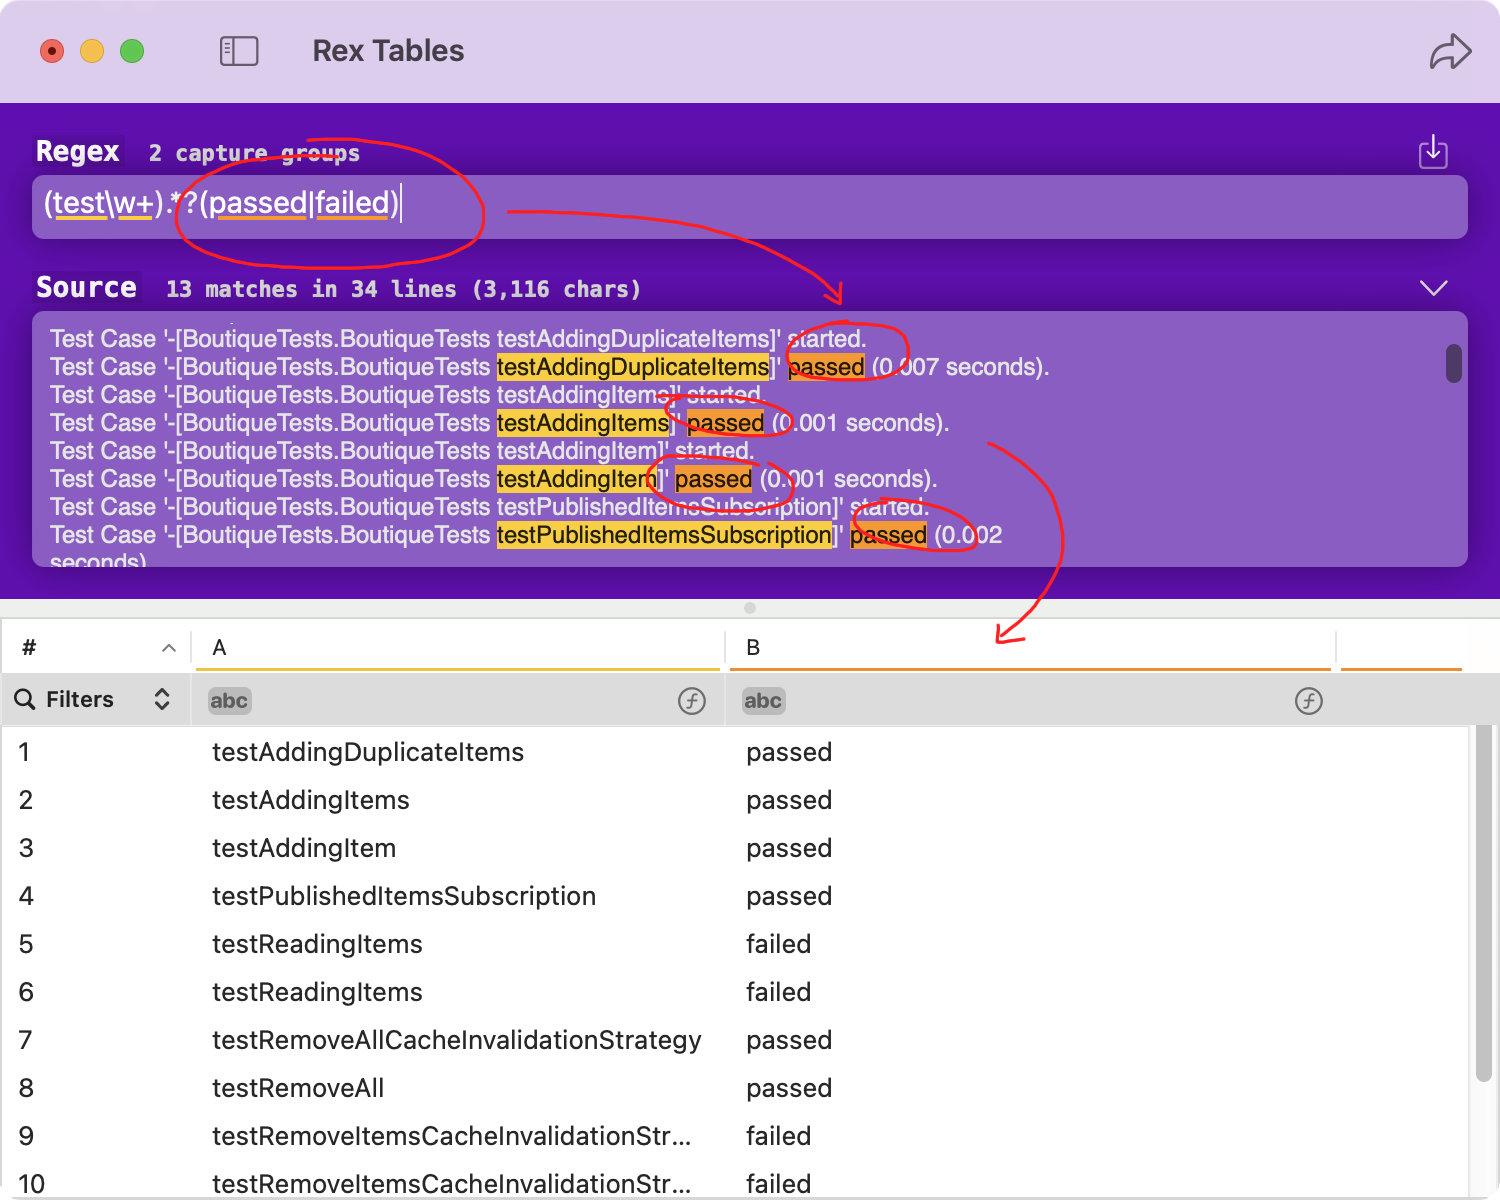 Rex Tables
Regex 2 capture groups
(test\w+).*?(passed|failed)
Source 13 matches in 34 lines (3,116 chars)
Test Case '-[BoutiqueTests.BoutiqueTests testAddingDuplicateItems]' started.
Test Case '-[BoutiqueTests.BoutiqueTests testAddingDuplicateItems]' passed (0.007 seconds).
Test Case '-[BoutiqueTests.BoutiqueTests testAddingItems]' started.
Test Case '-[BoutiqueTests.BoutiqueTests testAddingItems]' passed (0.001 seconds).
Test Case '-[BoutiqueTests.BoutiqueTests testAddingItem]' started.
Test Case '-[BoutiqueTests.BoutiqueTests testAddingItem]' passed (0.001 seconds).
Test Case '-[BoutiqueTests.BoutiqueTests testPublishedItemsSubscription]' started.
Test Case '-[BoutiqueTests.BoutiqueTests testPublishedItemsSubscription]' passed (0.002
seconds)
# A B
Filters abc f abc f
1 testAddingDuplicateItems passed
2 testAddingItems passed
3 testAddingItem passed
4 testPublishedItemsSubscription passed
5 testReadingItems failed
6 testReadingItems failed
7 testRemoveAllCacheInvalidationStrategy passed
8 testRemoveAll passed
9 testRemoveItemsCacheInvalidationStr... failed
10 testRemoveItemsCacheInvalidationStr... failed